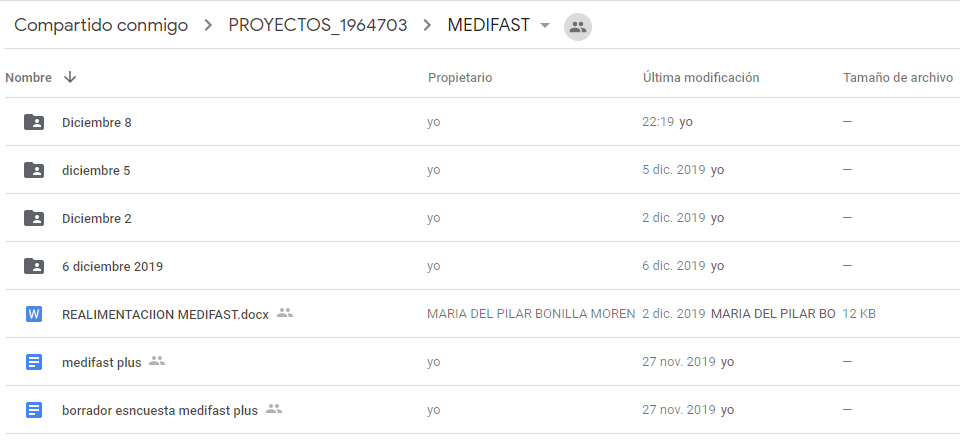 Compartido conmigo > PROYECTOS_1964703 > MEDIFAST
Nombre ↓ Propietario Última modificación Tamaño de archivo
Diciembre 8 yo 22:19 yo —
diciembre 5 yo 5 dic. 2019 yo —
Diciembre 2 yo 2 dic. 2019 yo —
6 diciembre 2019 yo 6 dic. 2019 yo —
W REALIMENTACIION MEDIFAST.docx MARIA DEL PILAR BONILLA MOREN 2 dic. 2019 MARIA DEL PILAR BO 12 KB
medifast plus yo 27 nov. 2019 yo —
borrador esncuesta medifast plus yo 27 nov. 2019 yo —